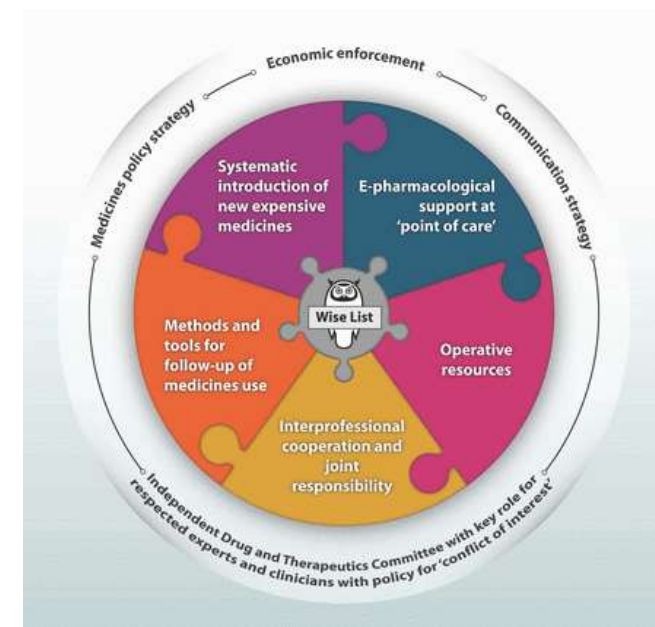 Economic enforcement
Medicines policy strategy
Communication strategy
Systematic
introduction of
new expensive
medicines
E-pharmacological
support at
'point of care'
Methods and
tools for
follow-up of
medicines use
Wise List
Operative
resources
Interprofessional
cooperation and
joint
responsibility
Independent Drug and Therapeutics Committee with key role for
respected experts and clinicians with policy for 'conflict of interest'